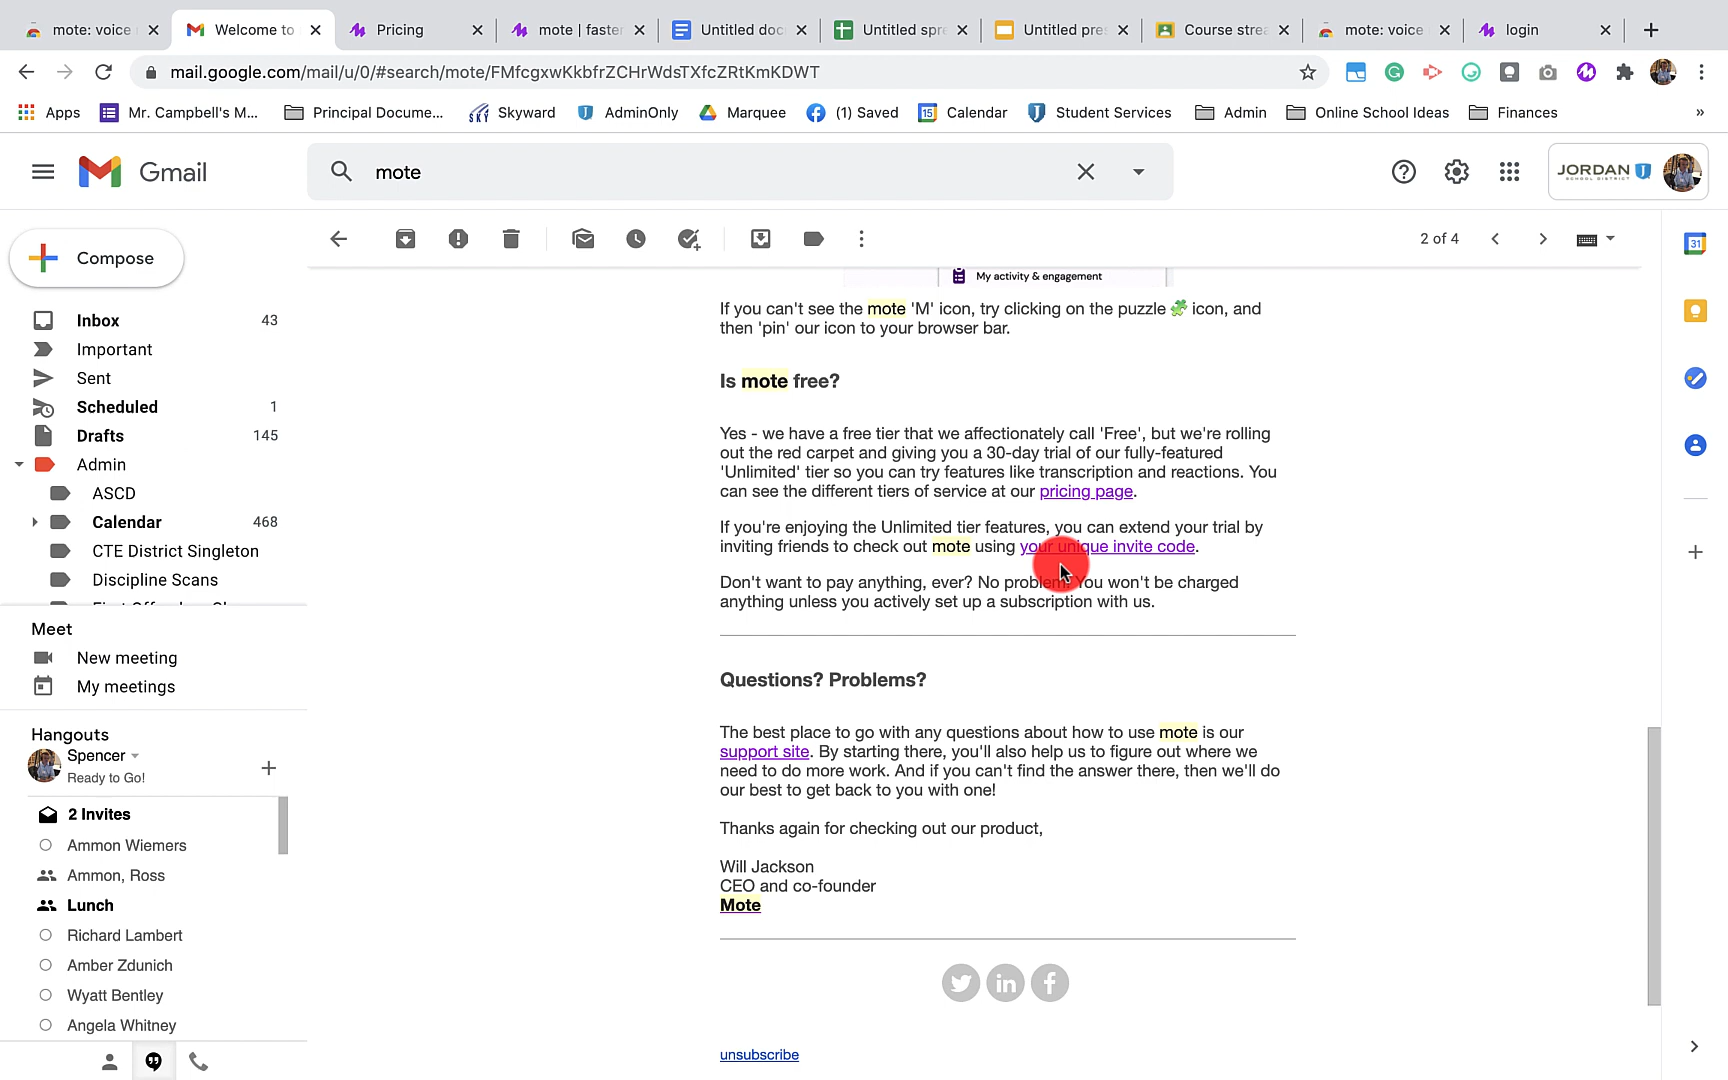 mote: voice
Welcome to
Pricing
mote | faster
Untitled doc
Untitled spre
Untitled pre
Course strea
mote: voice
login
mail.google.com/mail/u/0/#search/mote/FMfcgxwKkbfrZCHrWdsTXfcZRtKmKDWT
Apps
Mr. Campbell's M...
Principal Docume...
Skyward
AdminOnly
Marquee
(1) Saved
15
Calendar
Student Services
Admin
Online School Ideas
Finances
»
Gmail
mote
JORDAN
SCHOOL DISTRICT
Compose
2 of 4
31
Inbox 43
Important
Sent
Scheduled 1
Drafts 145
Admin
ASCD
Calendar 468
CTE District Singleton
Discipline Scans
Meet
New meeting
My meetings
Hangouts
Spencer
Ready to Go!
2 Invites
Ammon Wiemers
Ammon, Ross
Lunch
Richard Lambert
Amber Zdunich
Wyatt Bentley
Angela Whitney
My activity & engagement
If you can't see the mote 'M' icon, try clicking on the puzzle icon, and
then 'pin' our icon to your browser bar.
Is mote free?
Yes - we have a free tier that we affectionately call 'Free', but we're rolling
out the red carpet and giving you a 30-day trial of our fully-featured
'Unlimited' tier so you can try features like transcription and reactions. You
can see the different tiers of service at our pricing page.
If you're enjoying the Unlimited tier features, you can extend your trial by
inviting friends to check out mote using your unique invite code.
Don't want to pay anything, ever? No problem. You won't be charged
anything unless you actively set up a subscription with us.
Questions? Problems?
The best place to go with any questions about how to use mote is our
support site. By starting there, you'll also help us to figure out where we
need to do more work. And if you can't find the answer there, then we'll do
our best to get back to you with one!
Thanks again for checking out our product,
Will Jackson
CEO and co-founder
Mote
unsubscribe